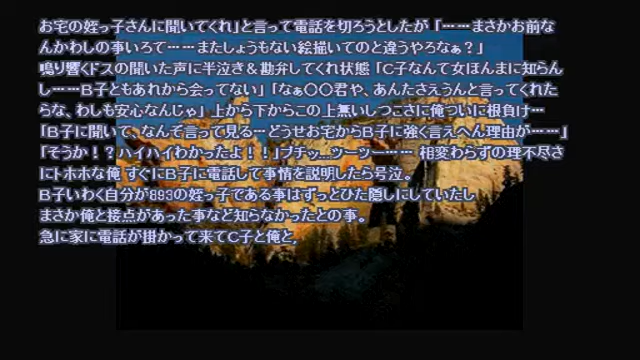 お宅の姪っ子さんに聞いてくれ」と言って電話を切ろうとしたが「……まさかお前な
んかわしの事いろて……またしょうもない絵描いてのと違うやろなぁ？」
鳴り響くドスの聞いた声に半泣き＆勘弁してくれ状態「Ｃ子なんて女ほんまに知らん
し……Ｂ子ともあれから会ってない」「なぁ〇〇君や、あんたさえうんと言ってくれた
らな、わしも安心なんじゃ」上から下からこの上無いしつこさに俺ついに根負け…
「Ｂ子に聞いて、なんぞ言って見る…どうせお宅からＢ子に強く言えへん理由が……」
「そうか！？ハイハイわかったよ！！」ブチッ...ツーツー…… 相変わらずの理不尽さ
にトホホな俺 すぐにＢ子に電話して事情を説明したら号泣。
Ｂ子いわく自分が893の姪っ子である事はずっとひた隠しにしていたし
まさか俺と接点があった事など知らなかったとの事。
急に家に電話が掛かって来てＣ子と俺と,